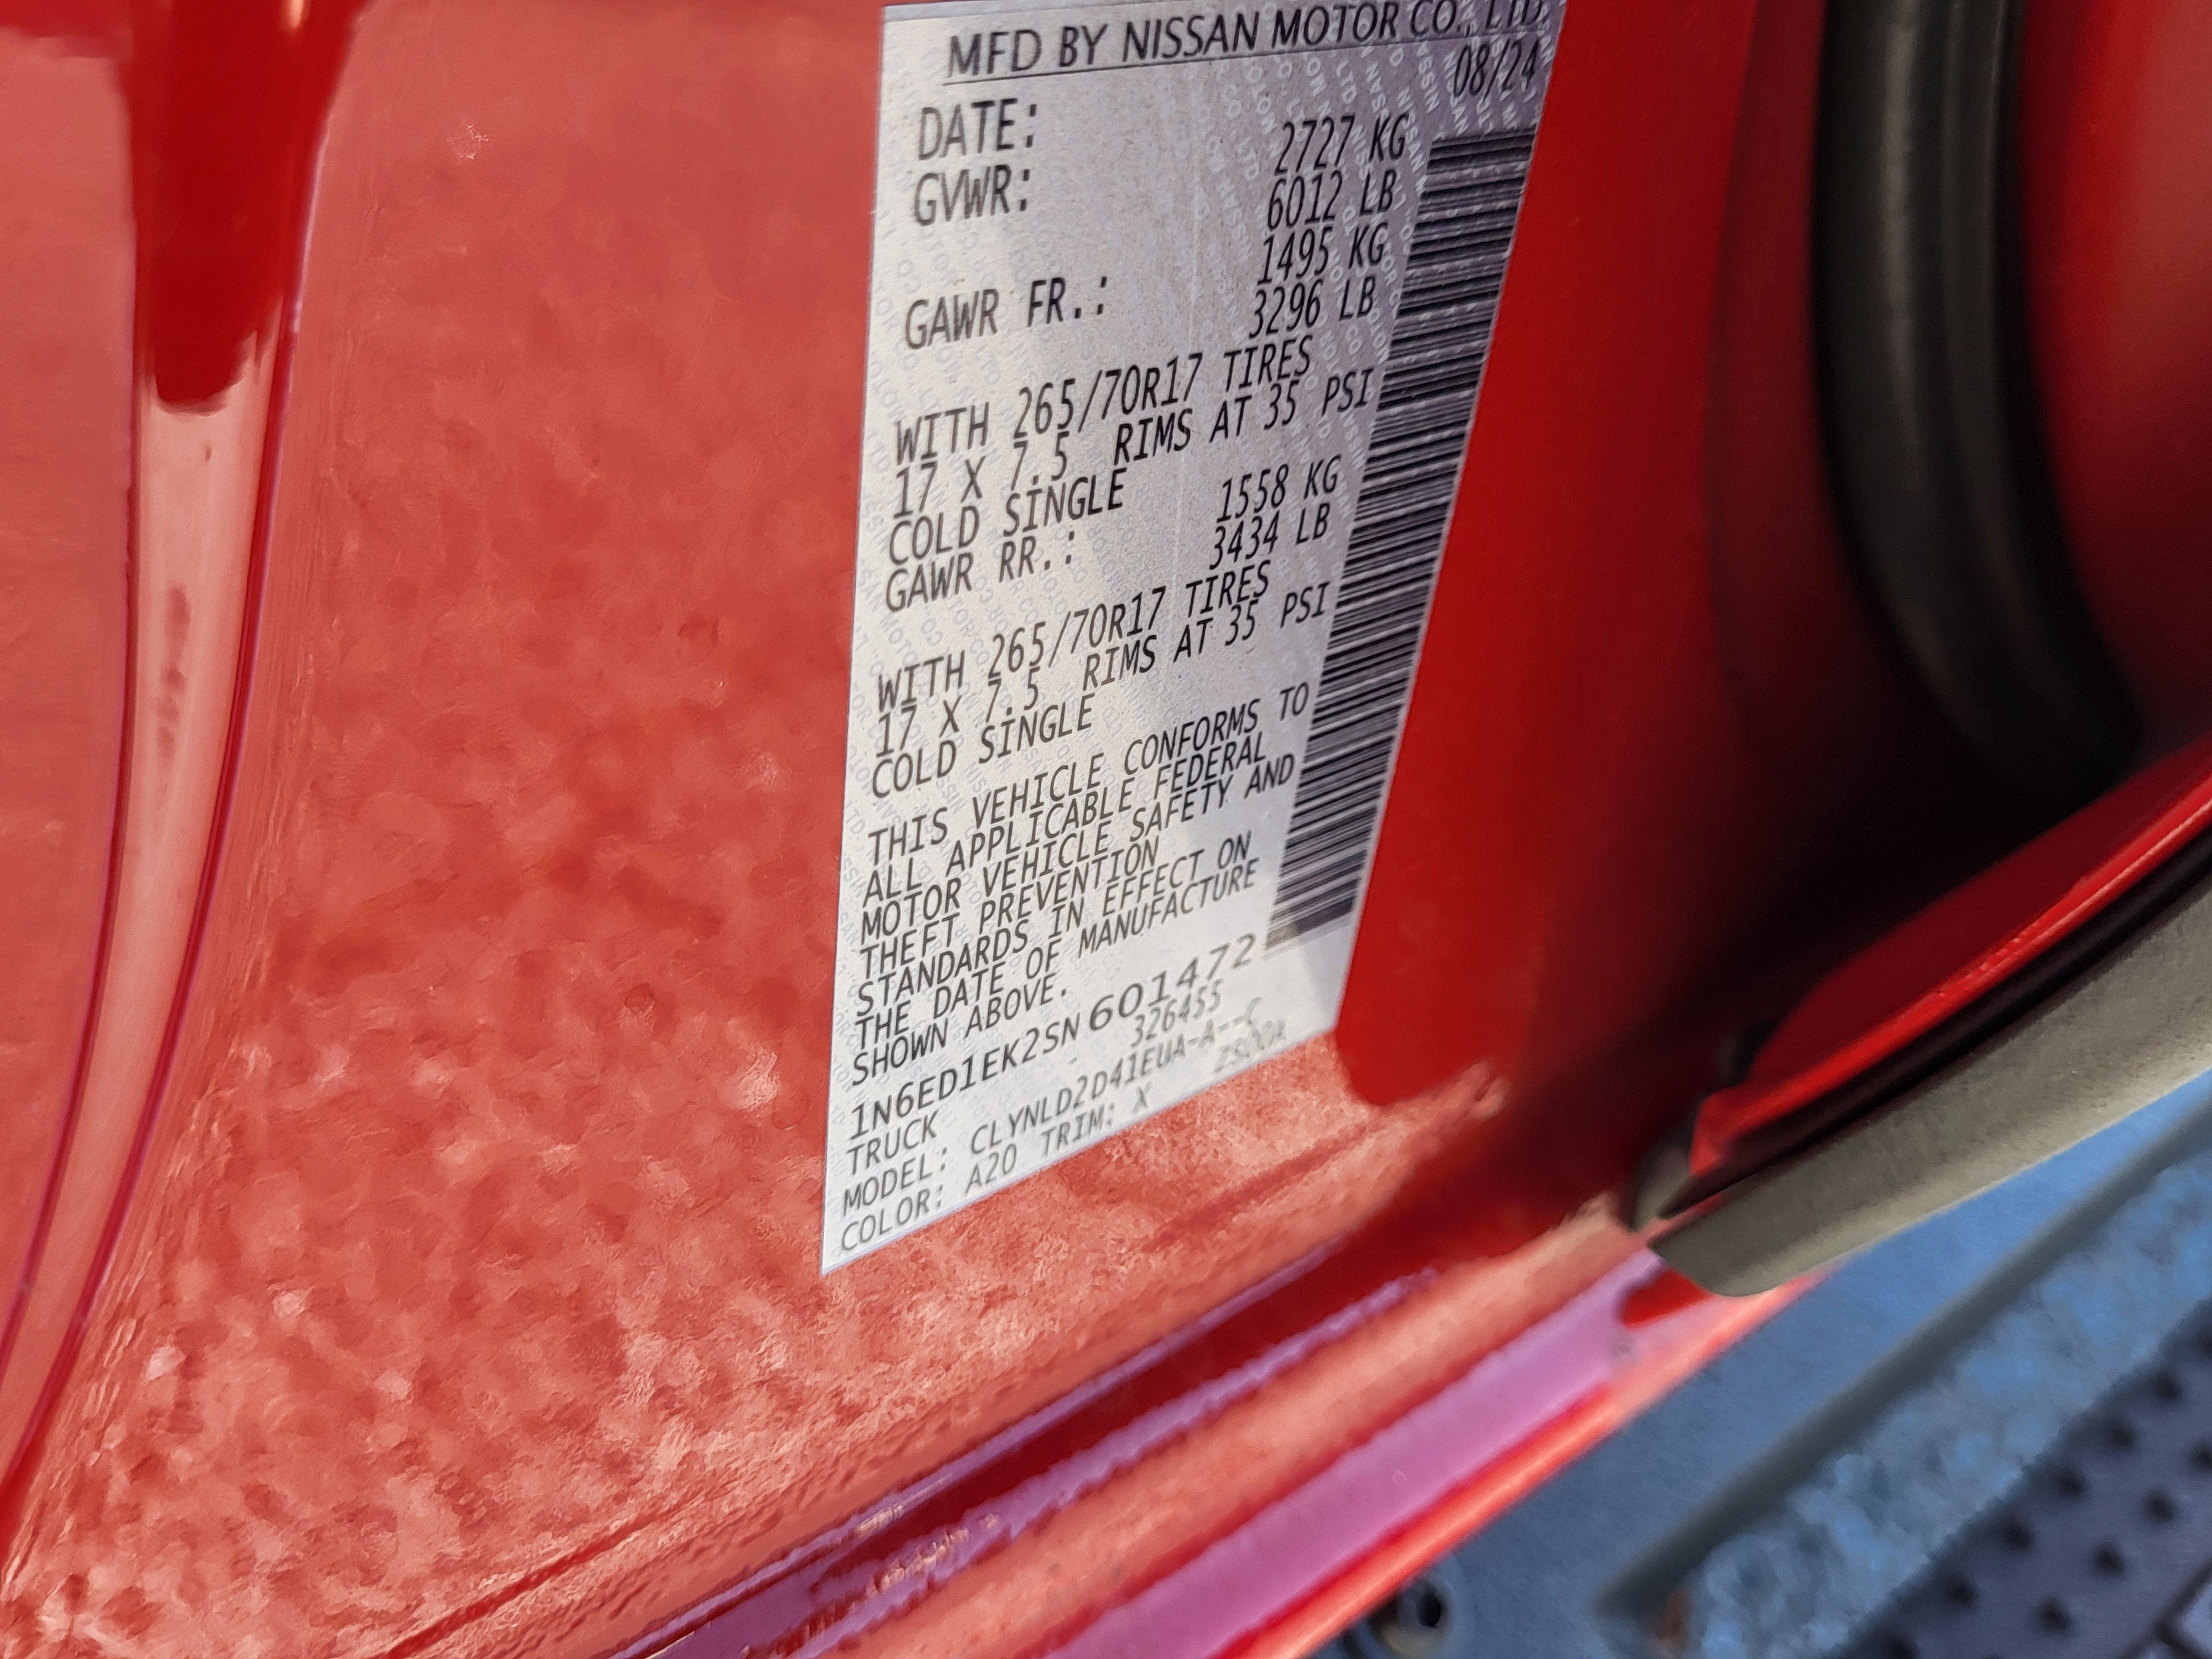 MFD BY NISSAN MOTOR CO., LTD.
DATE: 08/24
GVWR: 2727 KG
6012 LB
GAWR FR.: 1495 KG
3296 LB
WITH 265/70R17 TIRES
17 X 7.5 RIMS AT 35 PSI
COLD SINGLE
GAWR RR.: 1558 KG
3434 LB
WITH 265/70R17 TIRES
17 X 7.5 RIMS AT 35 PSI
COLD SINGLE
THIS VEHICLE CONFORMS TO
ALL APPLICABLE FEDERAL
MOTOR VEHICLE SAFETY AND
THEFT PREVENTION
STANDARDS IN EFFECT ON
THE DATE OF MANUFACTURE
SHOWN ABOVE.
1N6ED1EK2SN601472
TRUCK - 326455
MODEL: CLYNLD2D41EUA-A--C
COLOR: A20 TRIM: X